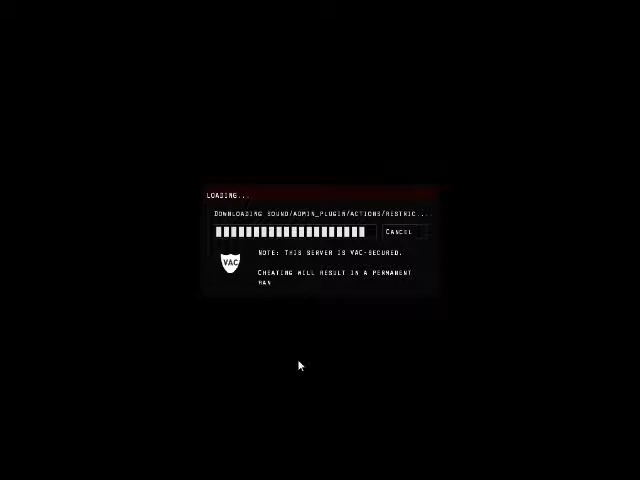 LOADING...
DOWNLOADING SOUND/ADMIN_PLUGIN/ACTIONS/RESTRIC....
CANCEL
NOTE: THIS SERVER IS VAC-SECURED.
VAC
CHEATING WILL RESULT IN A PERMANENT
BAN